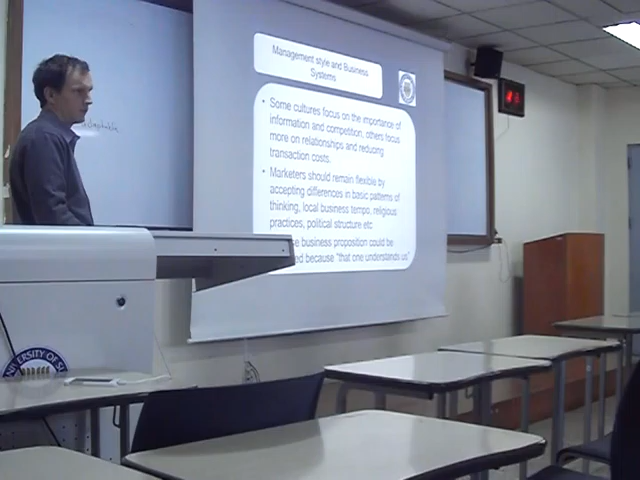 Management style and Business
Systems
• Some cultures focus on the importance of
information and competition, others focus
more on relationships and reducing
transaction costs.
• Marketers should remain flexible by
accepting differences in basic patterns of
thinking, local business tempo, religious
practices, political structure etc
business proposition could be
because "that one understands us"
UNIVERSITY OF